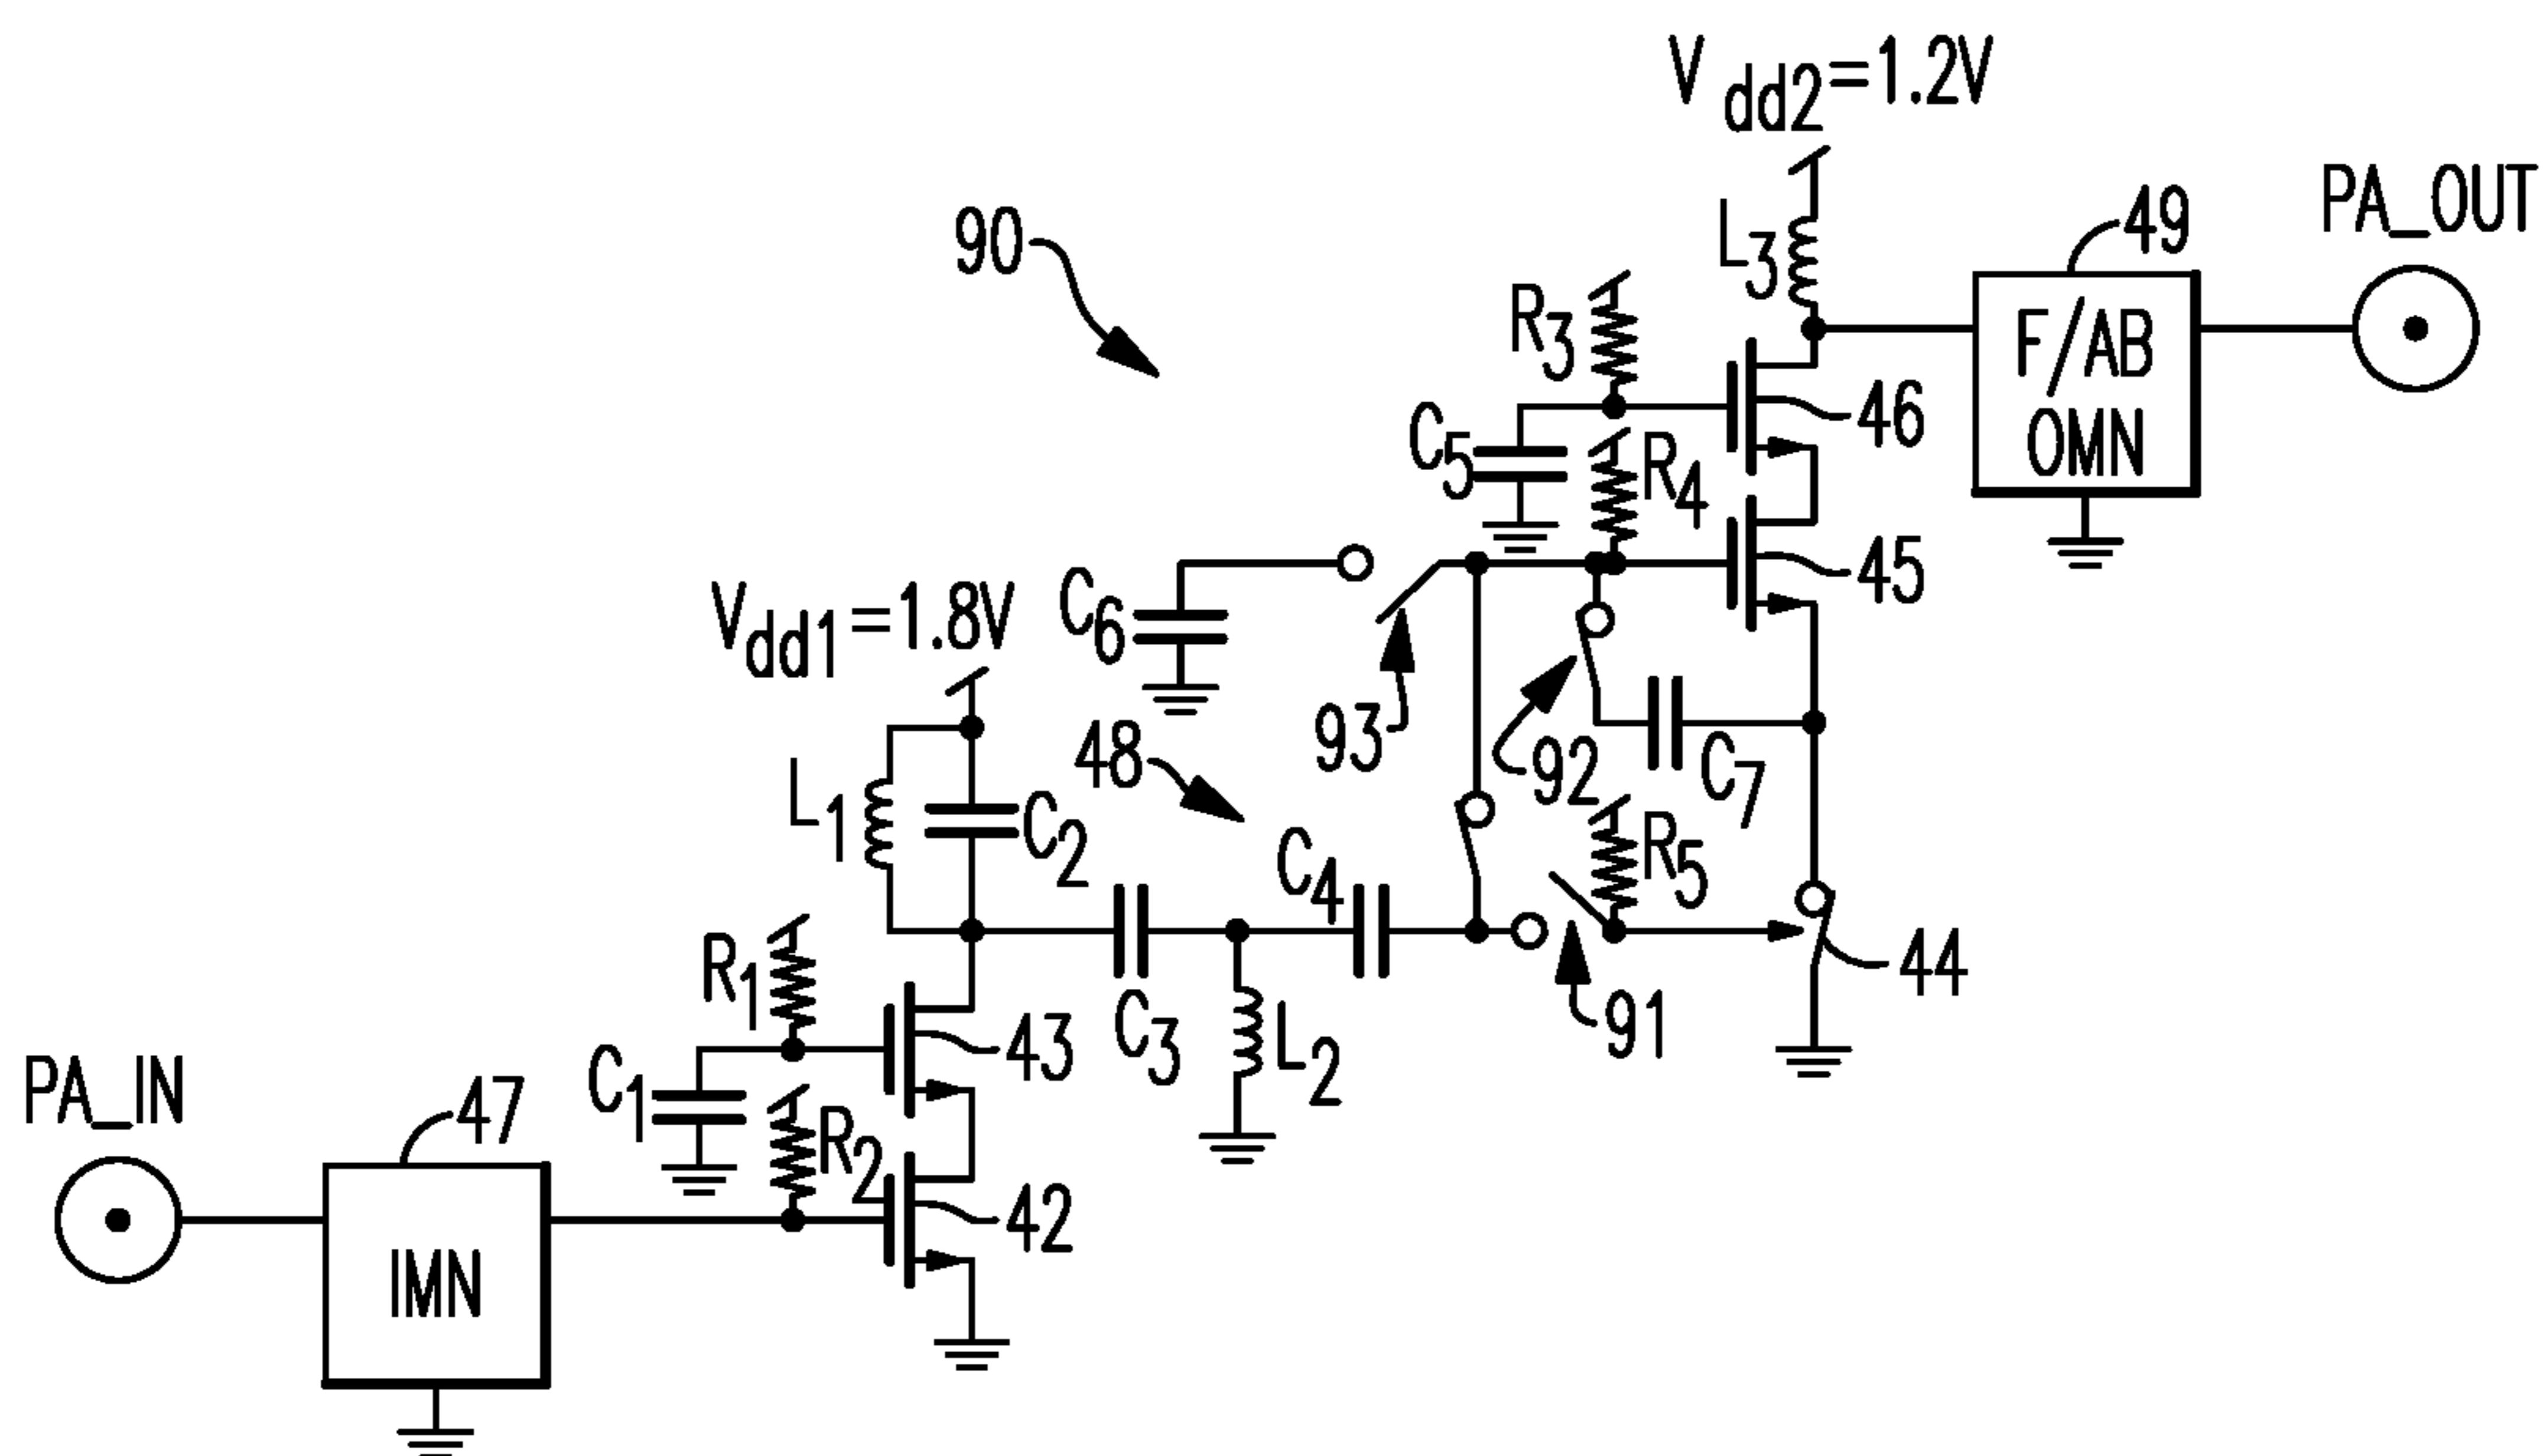 Vdd2=1.2V
PA_OUT
49
90
L3
R3
F/AB
OMN
46
C5
R4
45
C6
Vdd1=1.8V
93
92
C7
48
L1
C2
C4
R5
44
R1
91
C3
L2
43
C1
PA_IN
47
R2
42
IMN